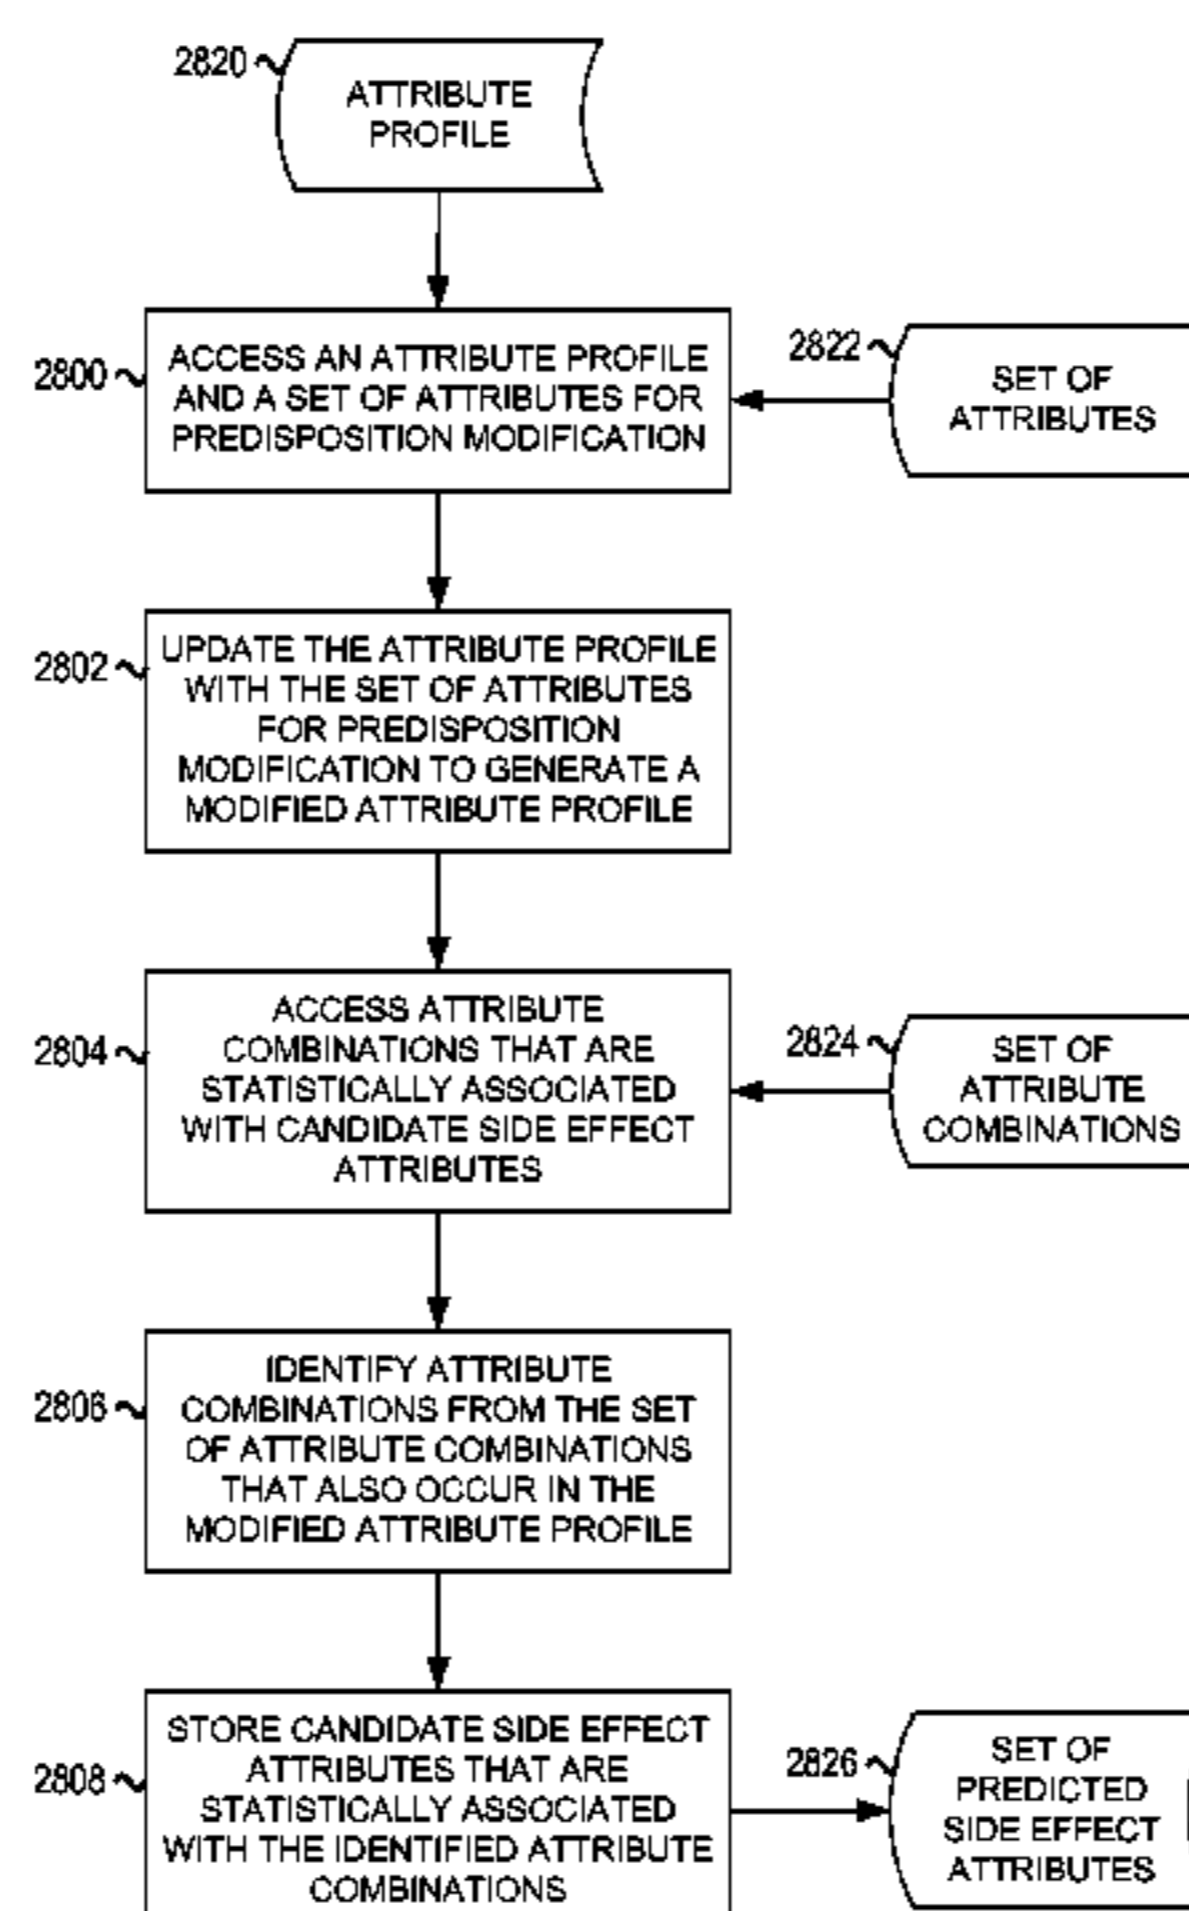 2820
ATTRIBUTE
PROFILE
2800
ACCESS AN ATTRIBUTE PROFILE
AND A SET OF ATTRIBUTES FOR
PREDISPOSITION MODIFICATION
2822
SET OF
ATTRIBUTES
2802
UPDATE THE ATTRIBUTE PROFILE
WITH THE SET OF ATTRIBUTES
FOR PREDISPOSITION
MODIFICATION TO GENERATE A
MODIFIED ATTRIBUTE PROFILE
2804
ACCESS ATTRIBUTE
COMBINATIONS THAT ARE
STATISTICALLY ASSOCIATED
WITH CANDIDATE SIDE EFFECT
ATTRIBUTES
2824
SET OF
ATTRIBUTE
COMBINATIONS
2806
IDENTIFY ATTRIBUTE
COMBINATIONS FROM THE SET
OF ATTRIBUTE COMBINATIONS
THAT ALSO OCCUR IN THE
MODIFIED ATTRIBUTE PROFILE
2808
STORE CANDIDATE SIDE EFFECT
ATTRIBUTES THAT ARE
STATISTICALLY ASSOCIATED
WITH THE IDENTIFIED ATTRIBUTE
COMBINATIONS
2826
SET OF
PREDICTED
SIDE EFFECT
ATTRIBUTES